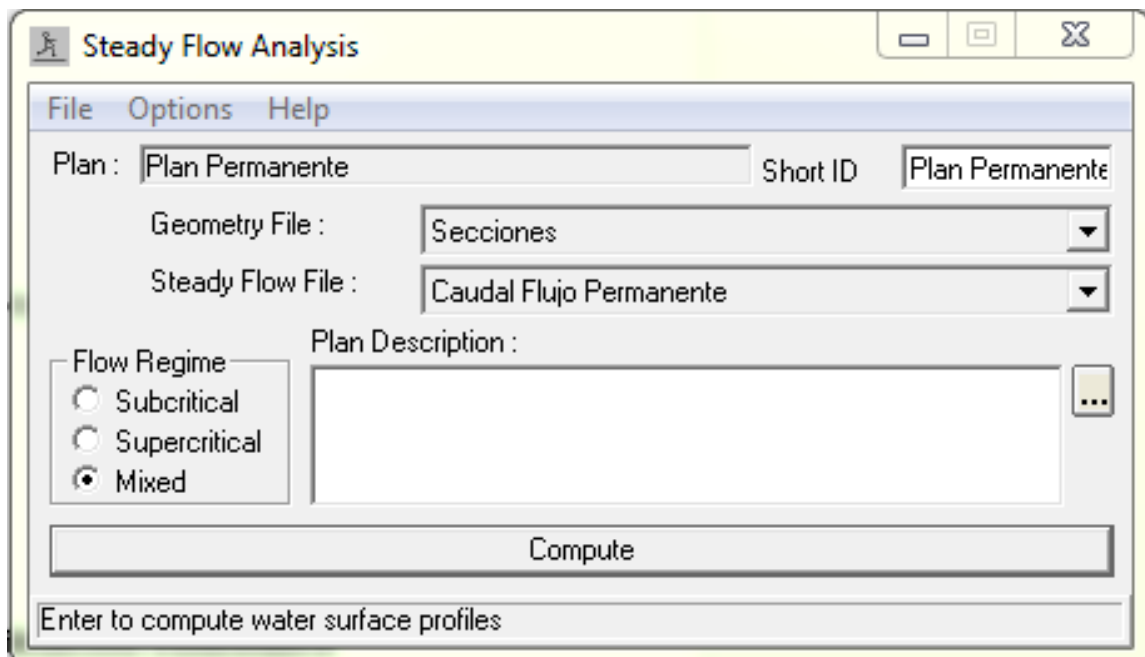 Steady Flow Analysis
File Options Help
Plan : Plan Permanente Short ID Plan Permanente
Geometry File : Secciones
Steady Flow File : Caudal Flujo Permanente
Plan Description :
Flow Regime
Subcritical
Supercritical
Mixed
...
Compute
Enter to compute water surface profiles